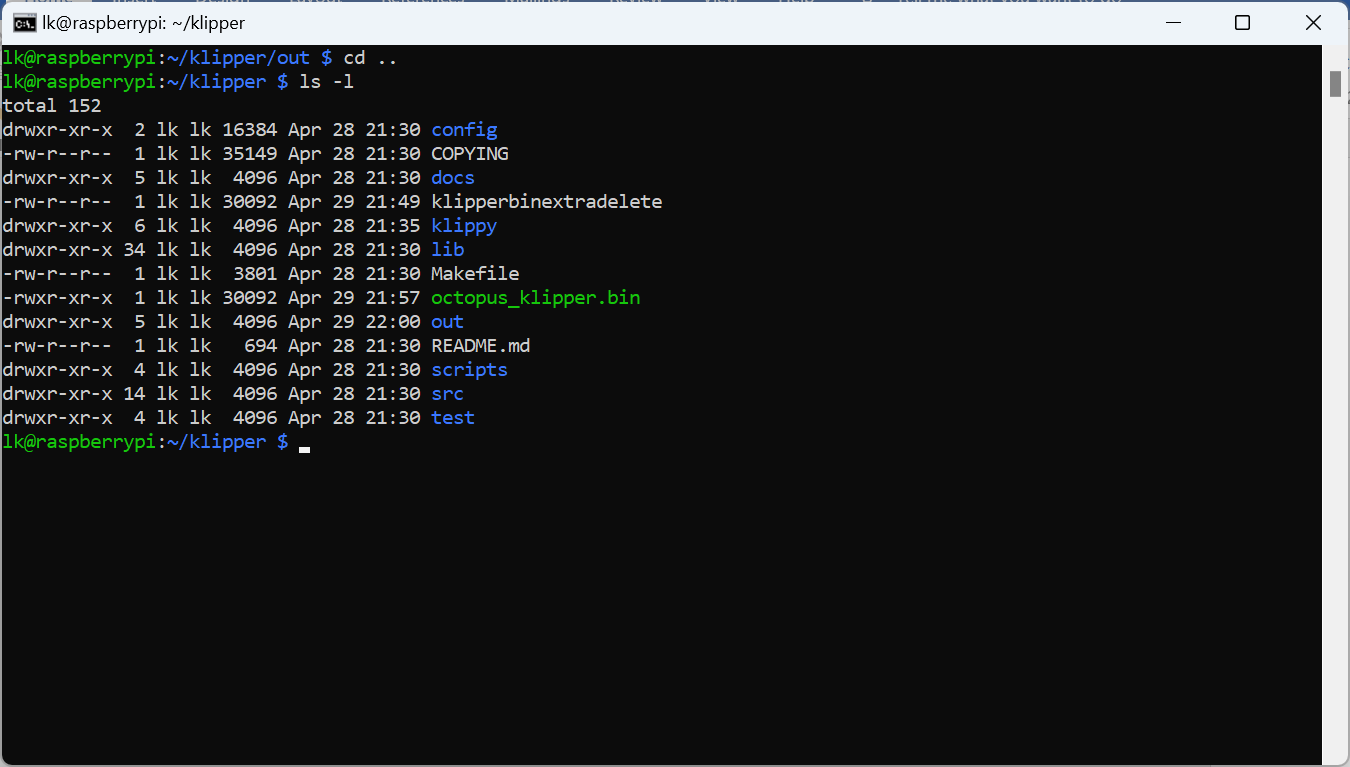 lk@raspberrypi: ~/klipper
lk@raspberrypi:~/klipper/out $ cd ..
lk@raspberrypi:~/klipper $ ls -l
total 152
drwxr-xr-x  2 lk lk 16384 Apr 28 21:30 config
-rw-r--r--  1 lk lk 35149 Apr 28 21:30 COPYING
drwxr-xr-x  5 lk lk  4096 Apr 28 21:30 docs
-rw-r--r--  1 lk lk 30092 Apr 29 21:49 klipperbinextradelete
drwxr-xr-x  6 lk lk  4096 Apr 28 21:35 klippy
drwxr-xr-x 34 lk lk  4096 Apr 28 21:30 lib
-rw-r--r--  1 lk lk  3801 Apr 28 21:30 Makefile
-rwxr-xr-x  1 lk lk 30092 Apr 29 21:57 octopus_klipper.bin
drwxr-xr-x  5 lk lk  4096 Apr 29 22:00 out
-rw-r--r--  1 lk lk   694 Apr 28 21:30 README.md
drwxr-xr-x  4 lk lk  4096 Apr 28 21:30 scripts
drwxr-xr-x 14 lk lk  4096 Apr 28 21:30 src
drwxr-xr-x  4 lk lk  4096 Apr 28 21:30 test
lk@raspberrypi:~/klipper $